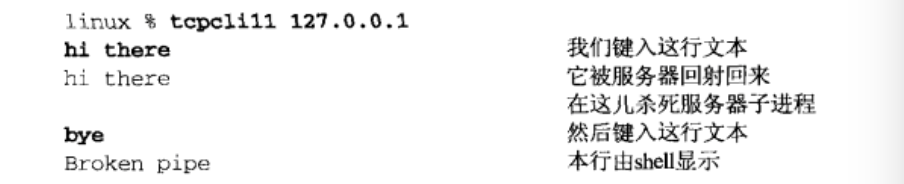 linux % tcpcli11 127.0.0.1
hi there 我们键入这行文本
hi there 它被服务器回射回来
在这儿杀死服务器子进程
bye 然后键入这行文本
Broken pipe 本行由shell显示